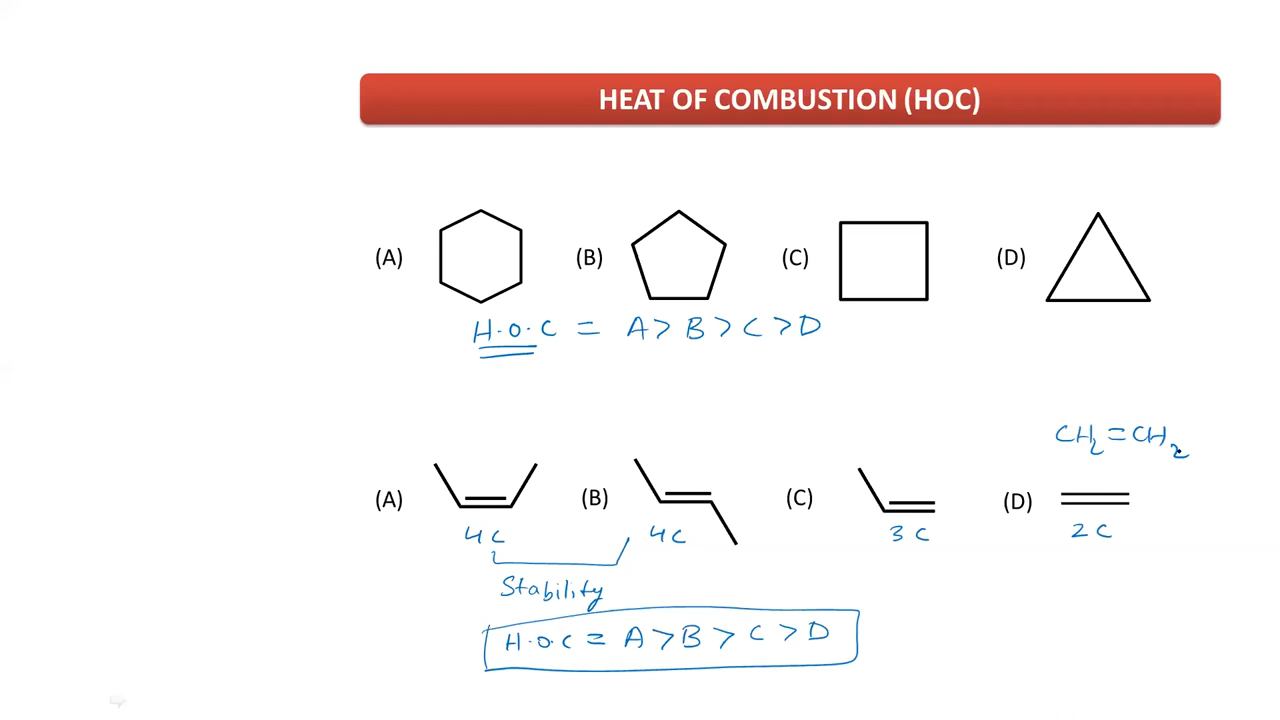 HEAT OF COMBUSTION (HOC)
(A) (B) (C) (D)
H.O.C = A > B > C > D
CH₂=CH₂
(A) (B) (C) (D)
4C 4C 3C 2C
Stability
H.O.C = A > B > C > D